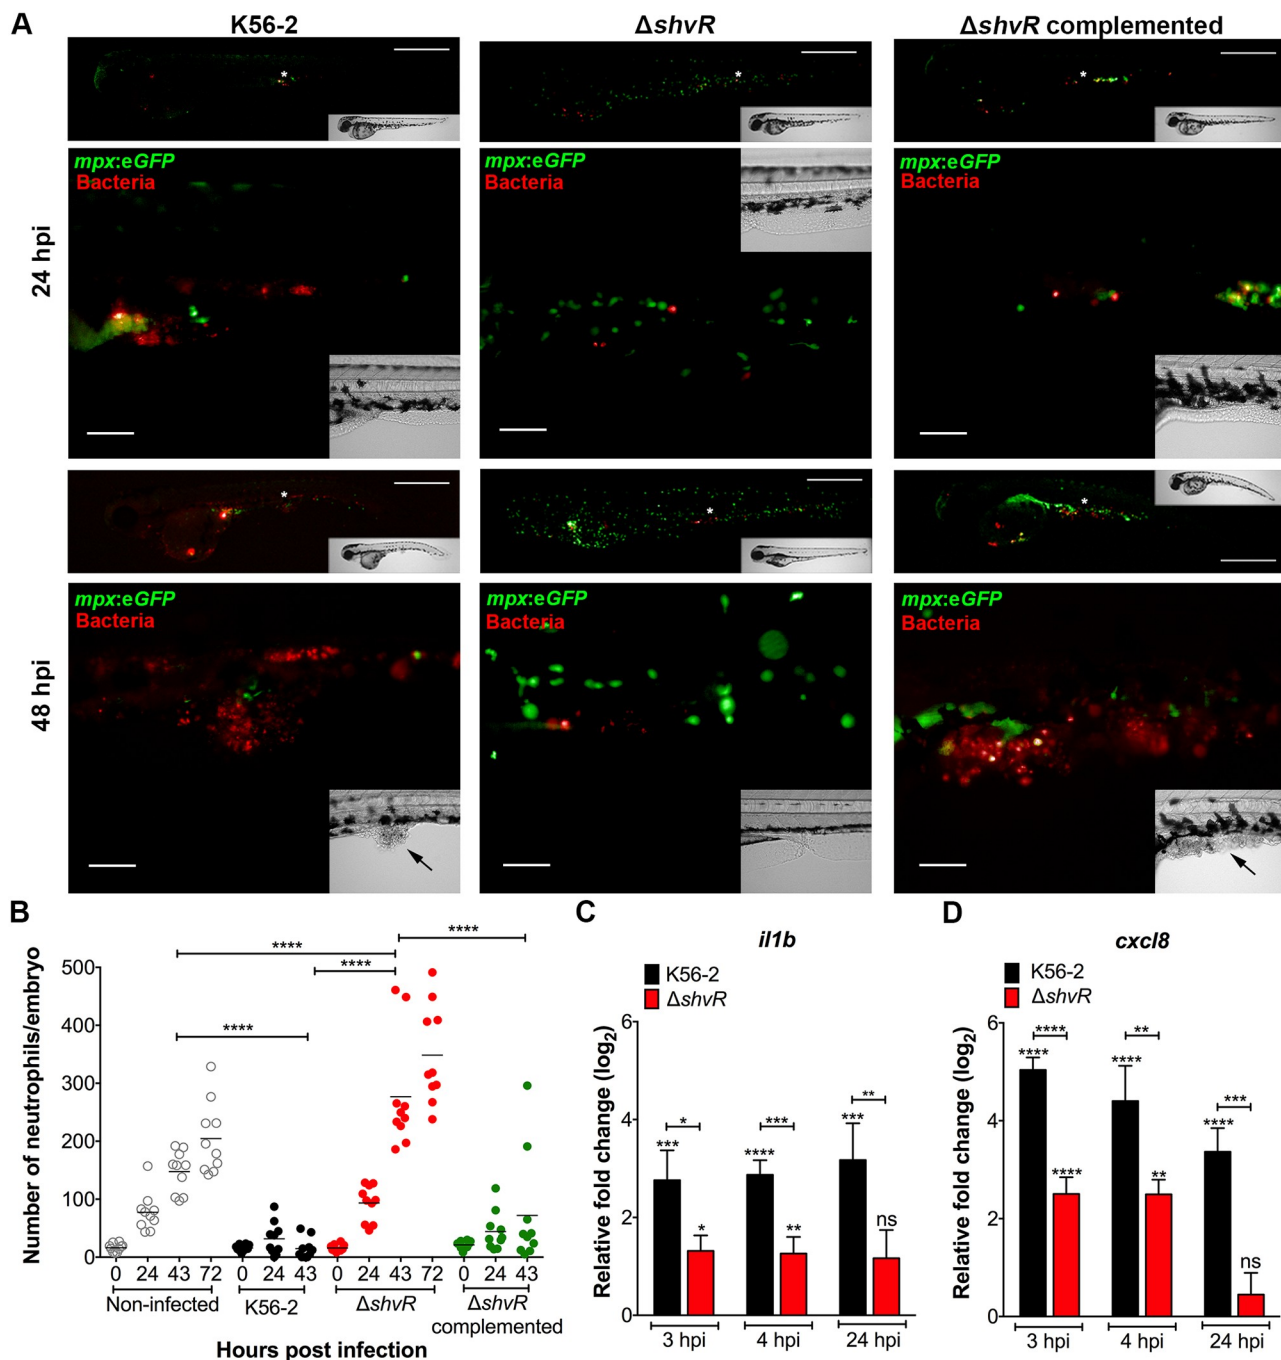 A
K56-2
ΔshvR
ΔshvR complemented
*
*
*
24 hpi
mpx:eGFP
Bacteria
mpx:eGFP
Bacteria
mpx:eGFP
Bacteria
*
*
*
48 hpi
mpx:eGFP
Bacteria
mpx:eGFP
Bacteria
mpx:eGFP
Bacteria
B
Number of neutrophils/embryo
500
400
300
200
100
0
****
****
****
****
0 24 43 72 0 24 43 0 24 43 72 0 24 43
Non-infected K56-2 ΔshvR ΔshvR
complemented
Hours post infection
C
il1b
K56-2
ΔshvR
Relative fold change (log2)
6
4
2
0
* *** **
*** **** ***
* ** ns
3 hpi 4 hpi 24 hpi
D
cxcl8
K56-2
ΔshvR
Relative fold change (log2)
6
4
2
0
**** ** ***
**** **** ****
**** ** ns
3 hpi 4 hpi 24 hpi